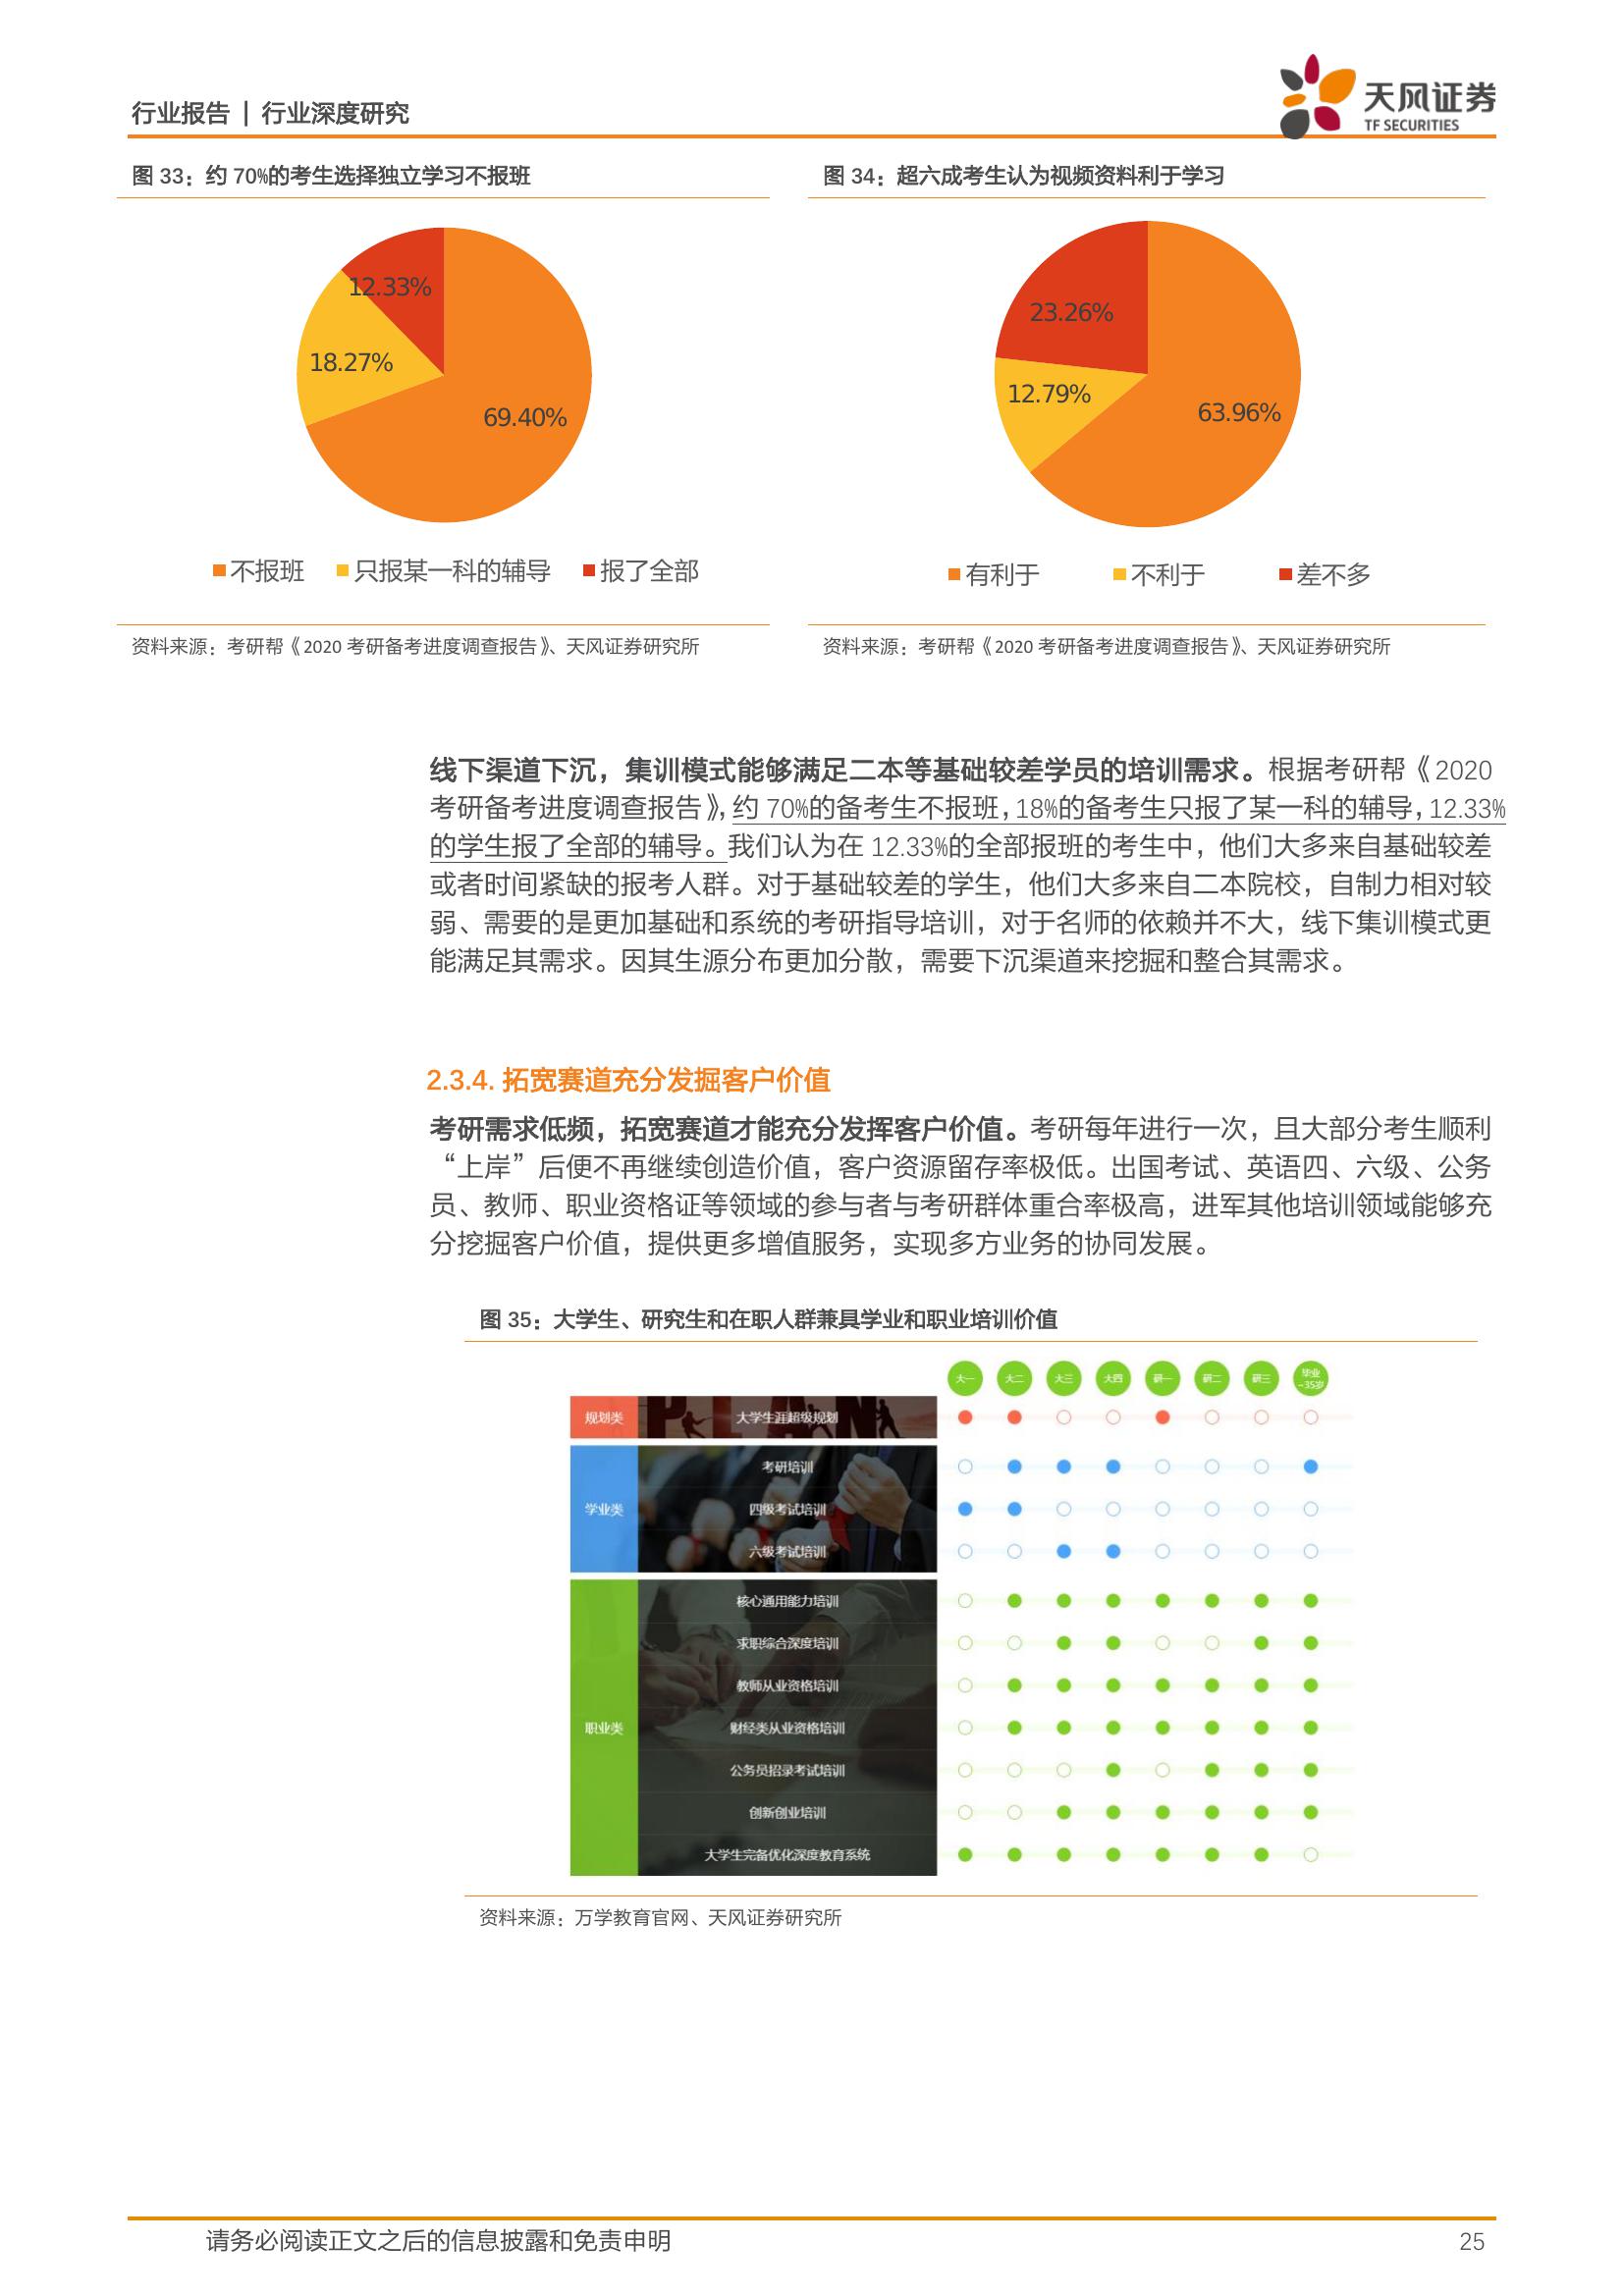 行业报告 | 行业深度研究
天风证券
TF SECURITIES
图 33：约 70%的考生选择独立学习不报班
12.33%
18.27%
69.40%
不报班 只报某一科的辅导 报了全部
资料来源：考研帮《2020 考研备考进度调查报告》、天风证券研究所
图 34：超六成考生认为视频资料利于学习
23.26%
12.79%
63.96%
有利于 不利于 差不多
资料来源：考研帮《2020 考研备考进度调查报告》、天风证券研究所
线下渠道下沉，集训模式能够满足二本等基础较差学员的培训需求。根据考研帮《2020
考研备考进度调查报告》，约 70%的备考生不报班，18%的备考生只报了某一科的辅导，12.33%
的学生报了全部的辅导。我们认为在 12.33%的全部报班的考生中，他们大多来自基础较差
或者时间紧缺的报考人群。对于基础较差的学生，他们大多来自二本院校，自制力相对较
弱、需要的是更加基础和系统的考研指导培训，对于名师的依赖并不大，线下集训模式更
能满足其需求。因其生源分布更加分散，需要下沉渠道来挖掘和整合其需求。
2.3.4. 拓宽赛道充分发掘客户价值
考研需求低频，拓宽赛道才能充分发挥客户价值。考研每年进行一次，且大部分考生顺利
“上岸”后便不再继续创造价值，客户资源留存率极低。出国考试、英语四、六级、公务
员、教师、职业资格证等领域的参与者与考研群体重合率极高，进军其他培训领域能够充
分挖掘客户价值，提供更多增值服务，实现多方业务的协同发展。
图 35：大学生、研究生和在职人群兼具学业和职业培训价值
大一 大二 大三 大四 研一 研二 研三 毕业
~35岁
规划类 大学生涯超级规划
PLAN
考研培训
学业类 四级考试培训
六级考试培训
核心通用能力培训
求职综合深度培训
教师从业资格培训
职业类 财经类从业资格培训
公务员招录考试培训
创新创业培训
大学生完备优化深度教育系统
资料来源：万学教育官网、天风证券研究所
请务必阅读正文之后的信息披露和免责申明 25